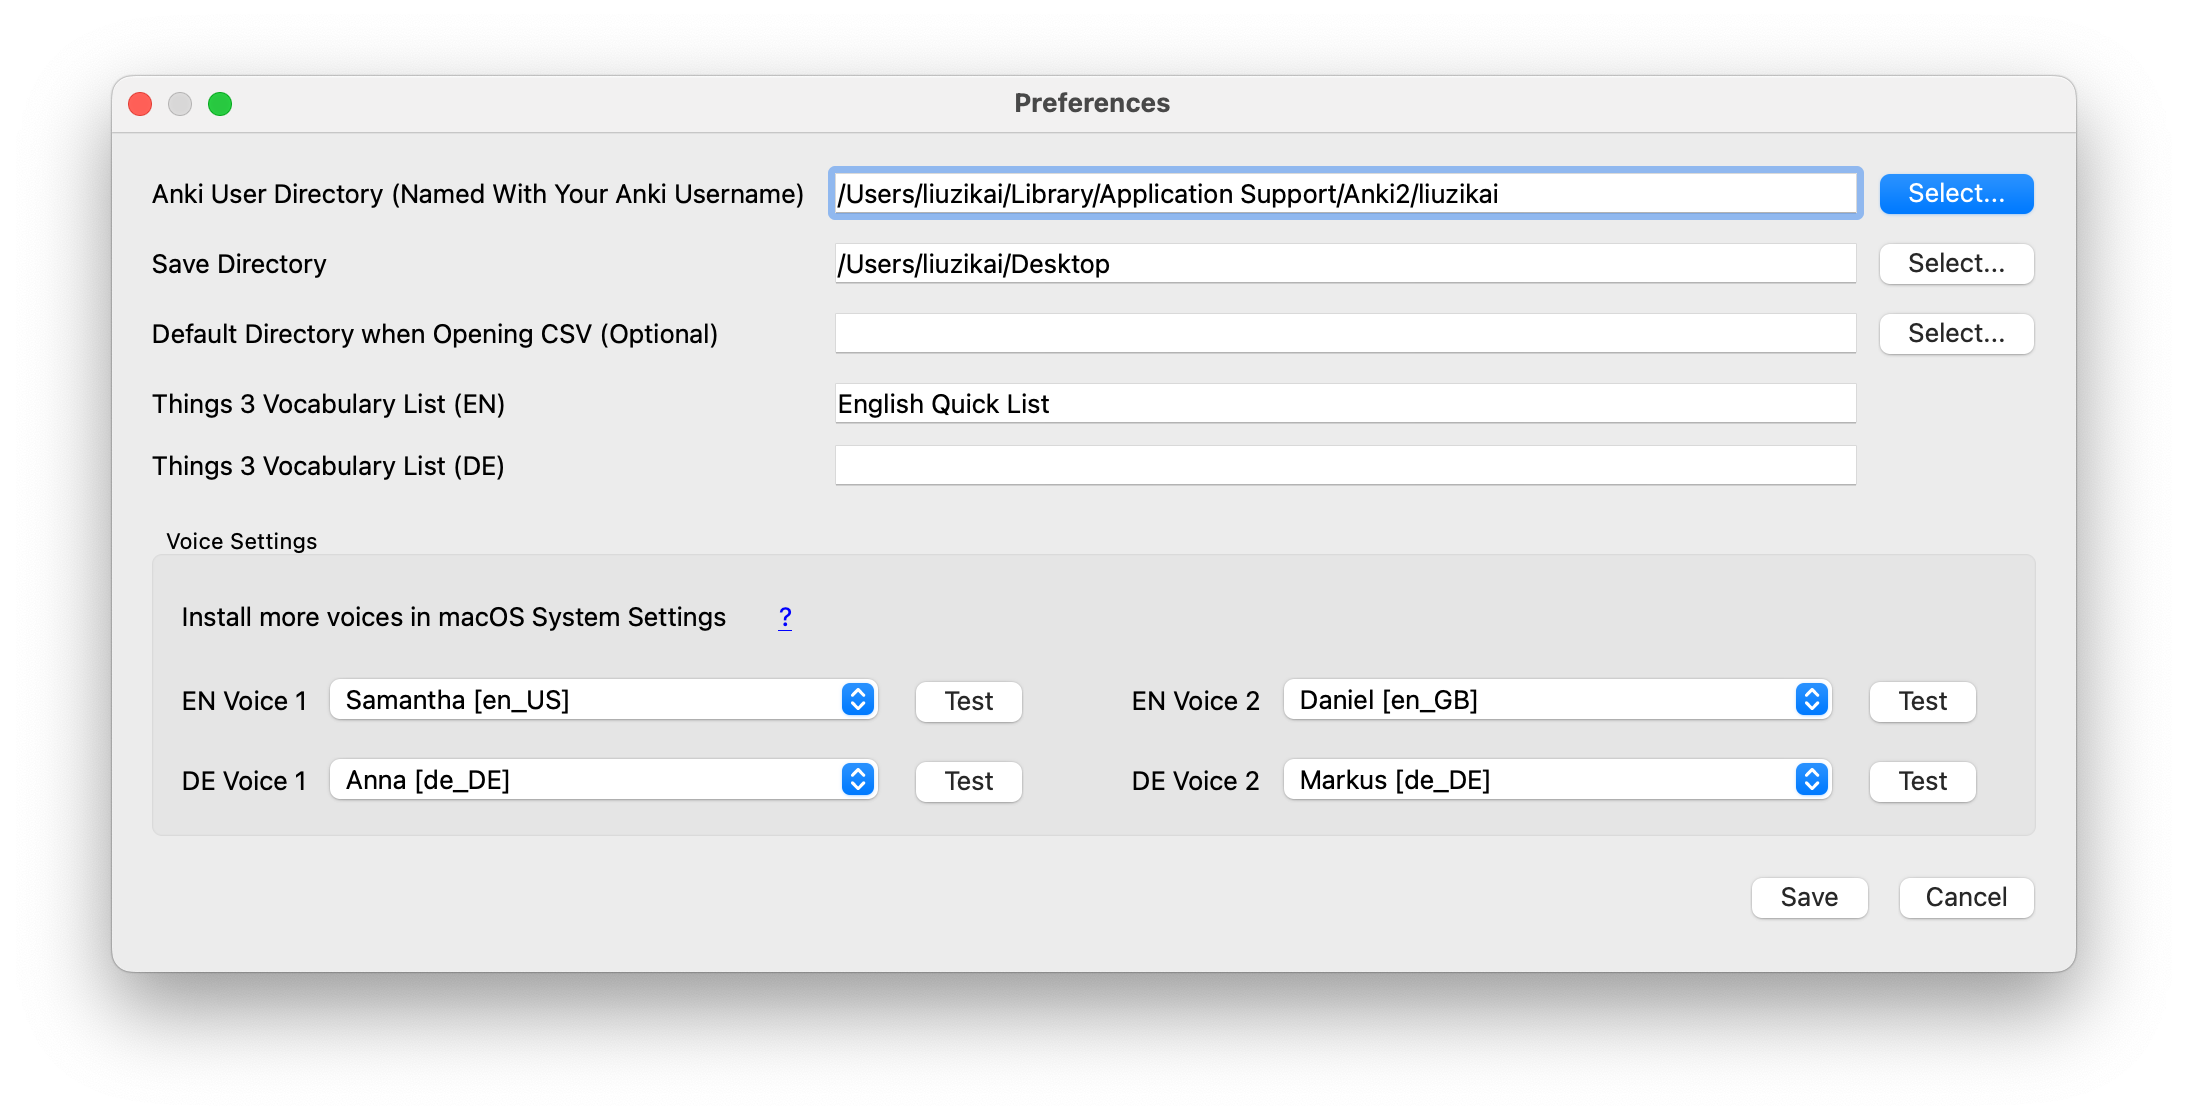 Preferences
Anki User Directory (Named With Your Anki Username) /Users/liuzikai/Library/Application Support/Anki2/liuzikai Select...
Save Directory /Users/liuzikai/Desktop Select...
Default Directory when Opening CSV (Optional) Select...
Things 3 Vocabulary List (EN) English Quick List
Things 3 Vocabulary List (DE)
Voice Settings
Install more voices in macOS System Settings ?
EN Voice 1 Samantha [en_US] Test EN Voice 2 Daniel [en_GB] Test
DE Voice 1 Anna [de_DE] Test DE Voice 2 Markus [de_DE] Test
Save Cancel